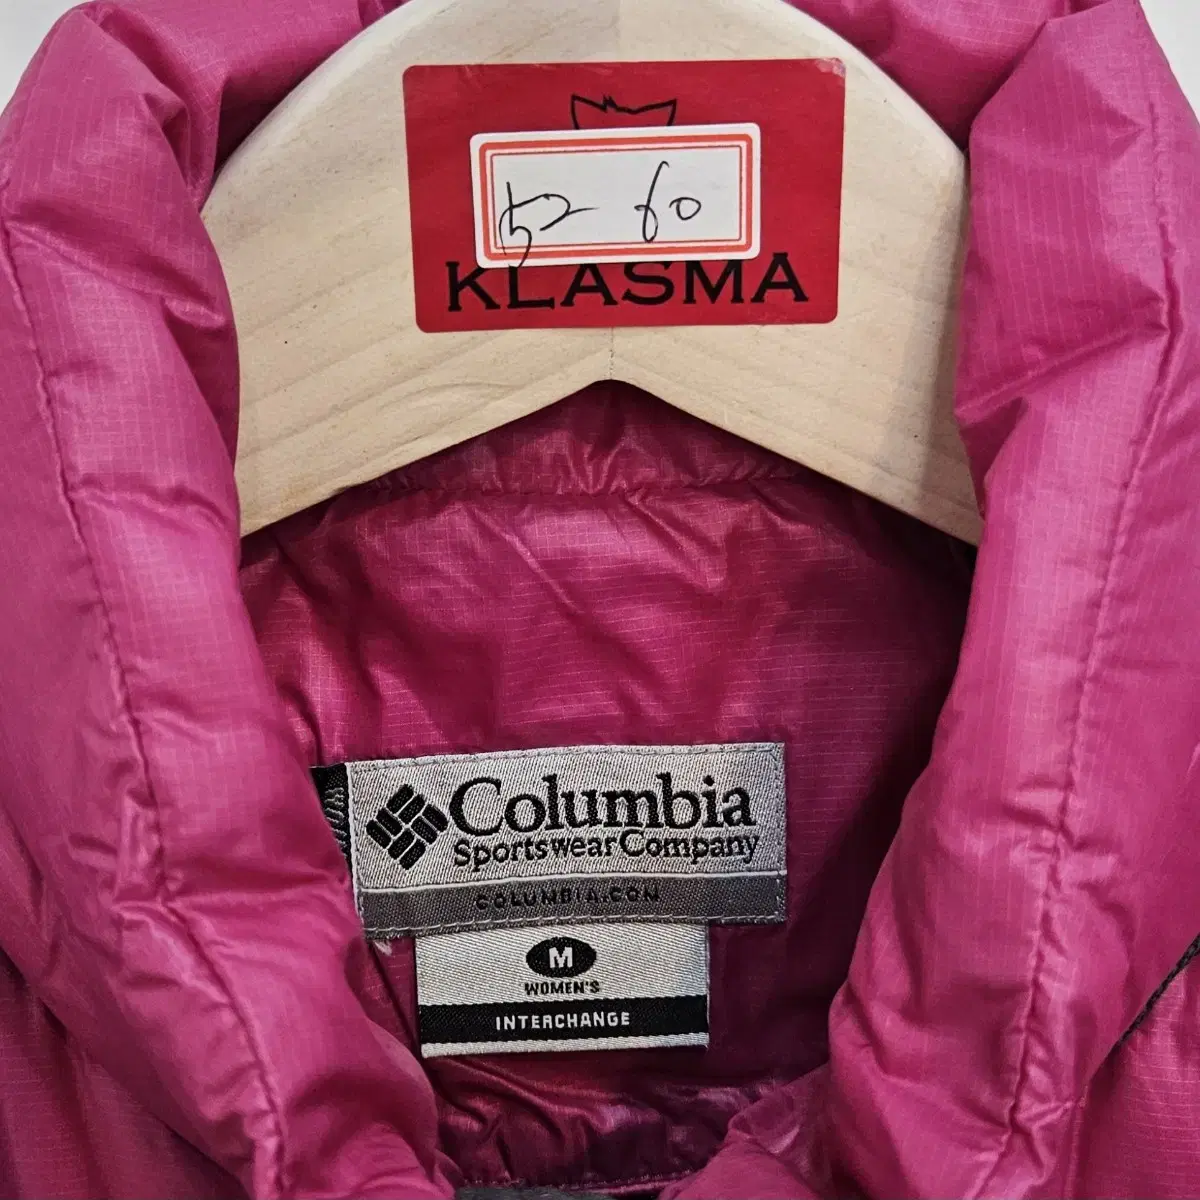 52 60
KLASMA
Columbia
Sportswear Company
COLUMBIA.COM
M
WOMEN'S
INTERCHANGE